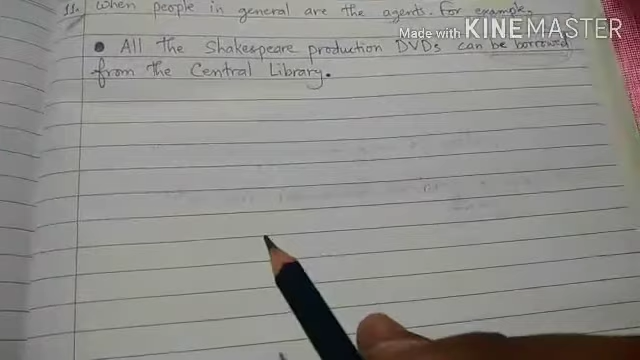 11. When people in general are the agents. For example,
Made with KINEMASTER
• All the Shakespeare production DVDs can be borrowed
from the Central Library.